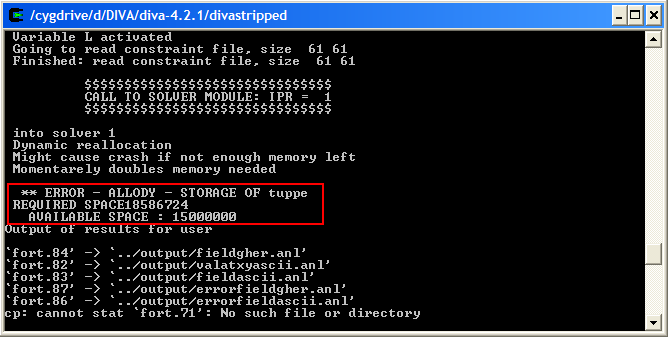 /cygdrive/d/DIVA/diva-4.2.1/divastripped
Variable L activated
Going to read constraint file, size  61 61
Finished: read constraint file, size  61 61
$$$$$$$$$$$$$$$$$$$$$$$$$$$$$$$
CALL TO SOLVER MODULE: IPR =  1
$$$$$$$$$$$$$$$$$$$$$$$$$$$$$$$
into solver 1
Dynamic reallocation
Might cause crash if not enough memory left
Momentarely doubles memory needed
** ERROR - ALLODY - STORAGE OF tuppe
REQUIRED SPACE18586724
AVAILABLE SPACE : 15000000
Output of results for user
`fort.84' -> `../output/fieldgher.anl'
`fort.82' -> `../output/valatxyascii.anl'
`fort.83' -> `../output/fieldascii.anl'
`fort.87' -> `../output/errorfieldgher.anl'
`fort.86' -> `../output/errorfieldascii.anl'
cp: cannot stat `fort.71': No such file or directory